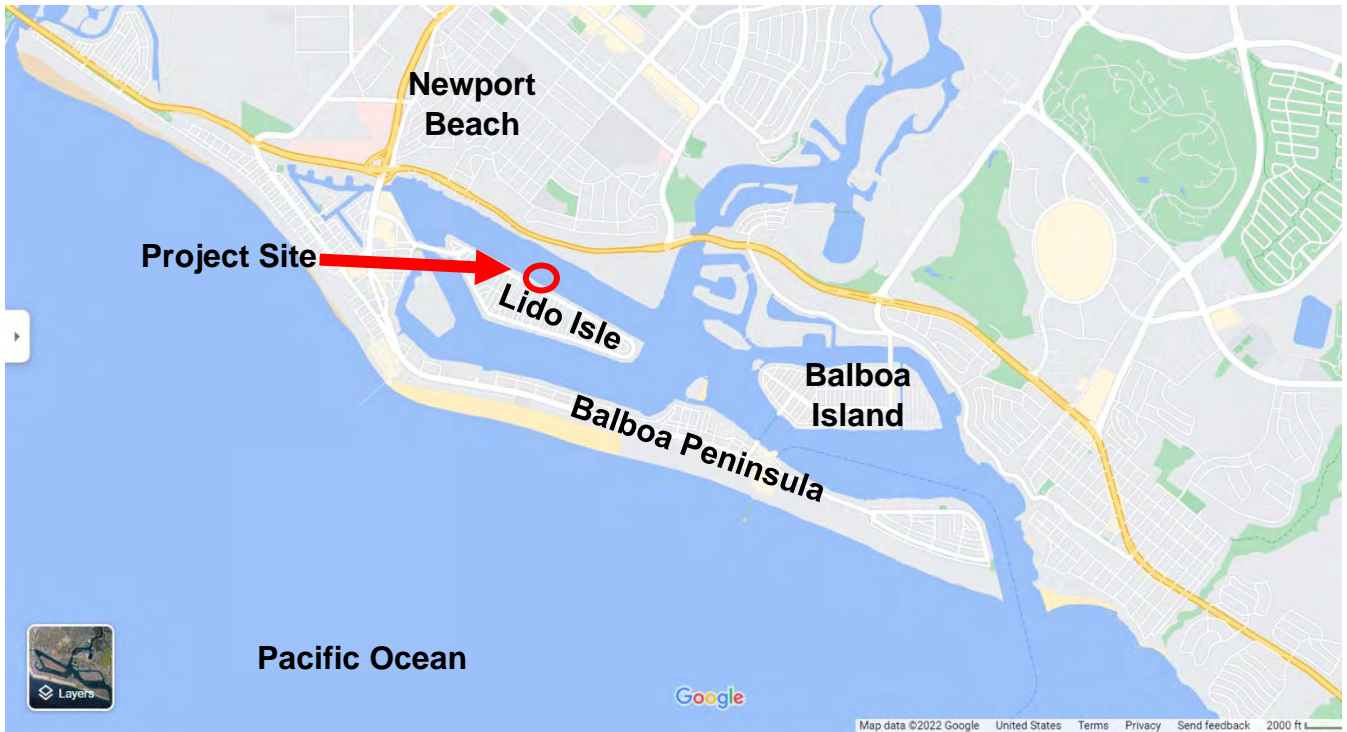 Newport
Beach
Project Site
Lido Isle
Balboa
Island
Balboa Peninsula
Pacific Ocean
Layers
Google
Map data ©2022 Google United States Terms Privacy Send feedback 2000 ft